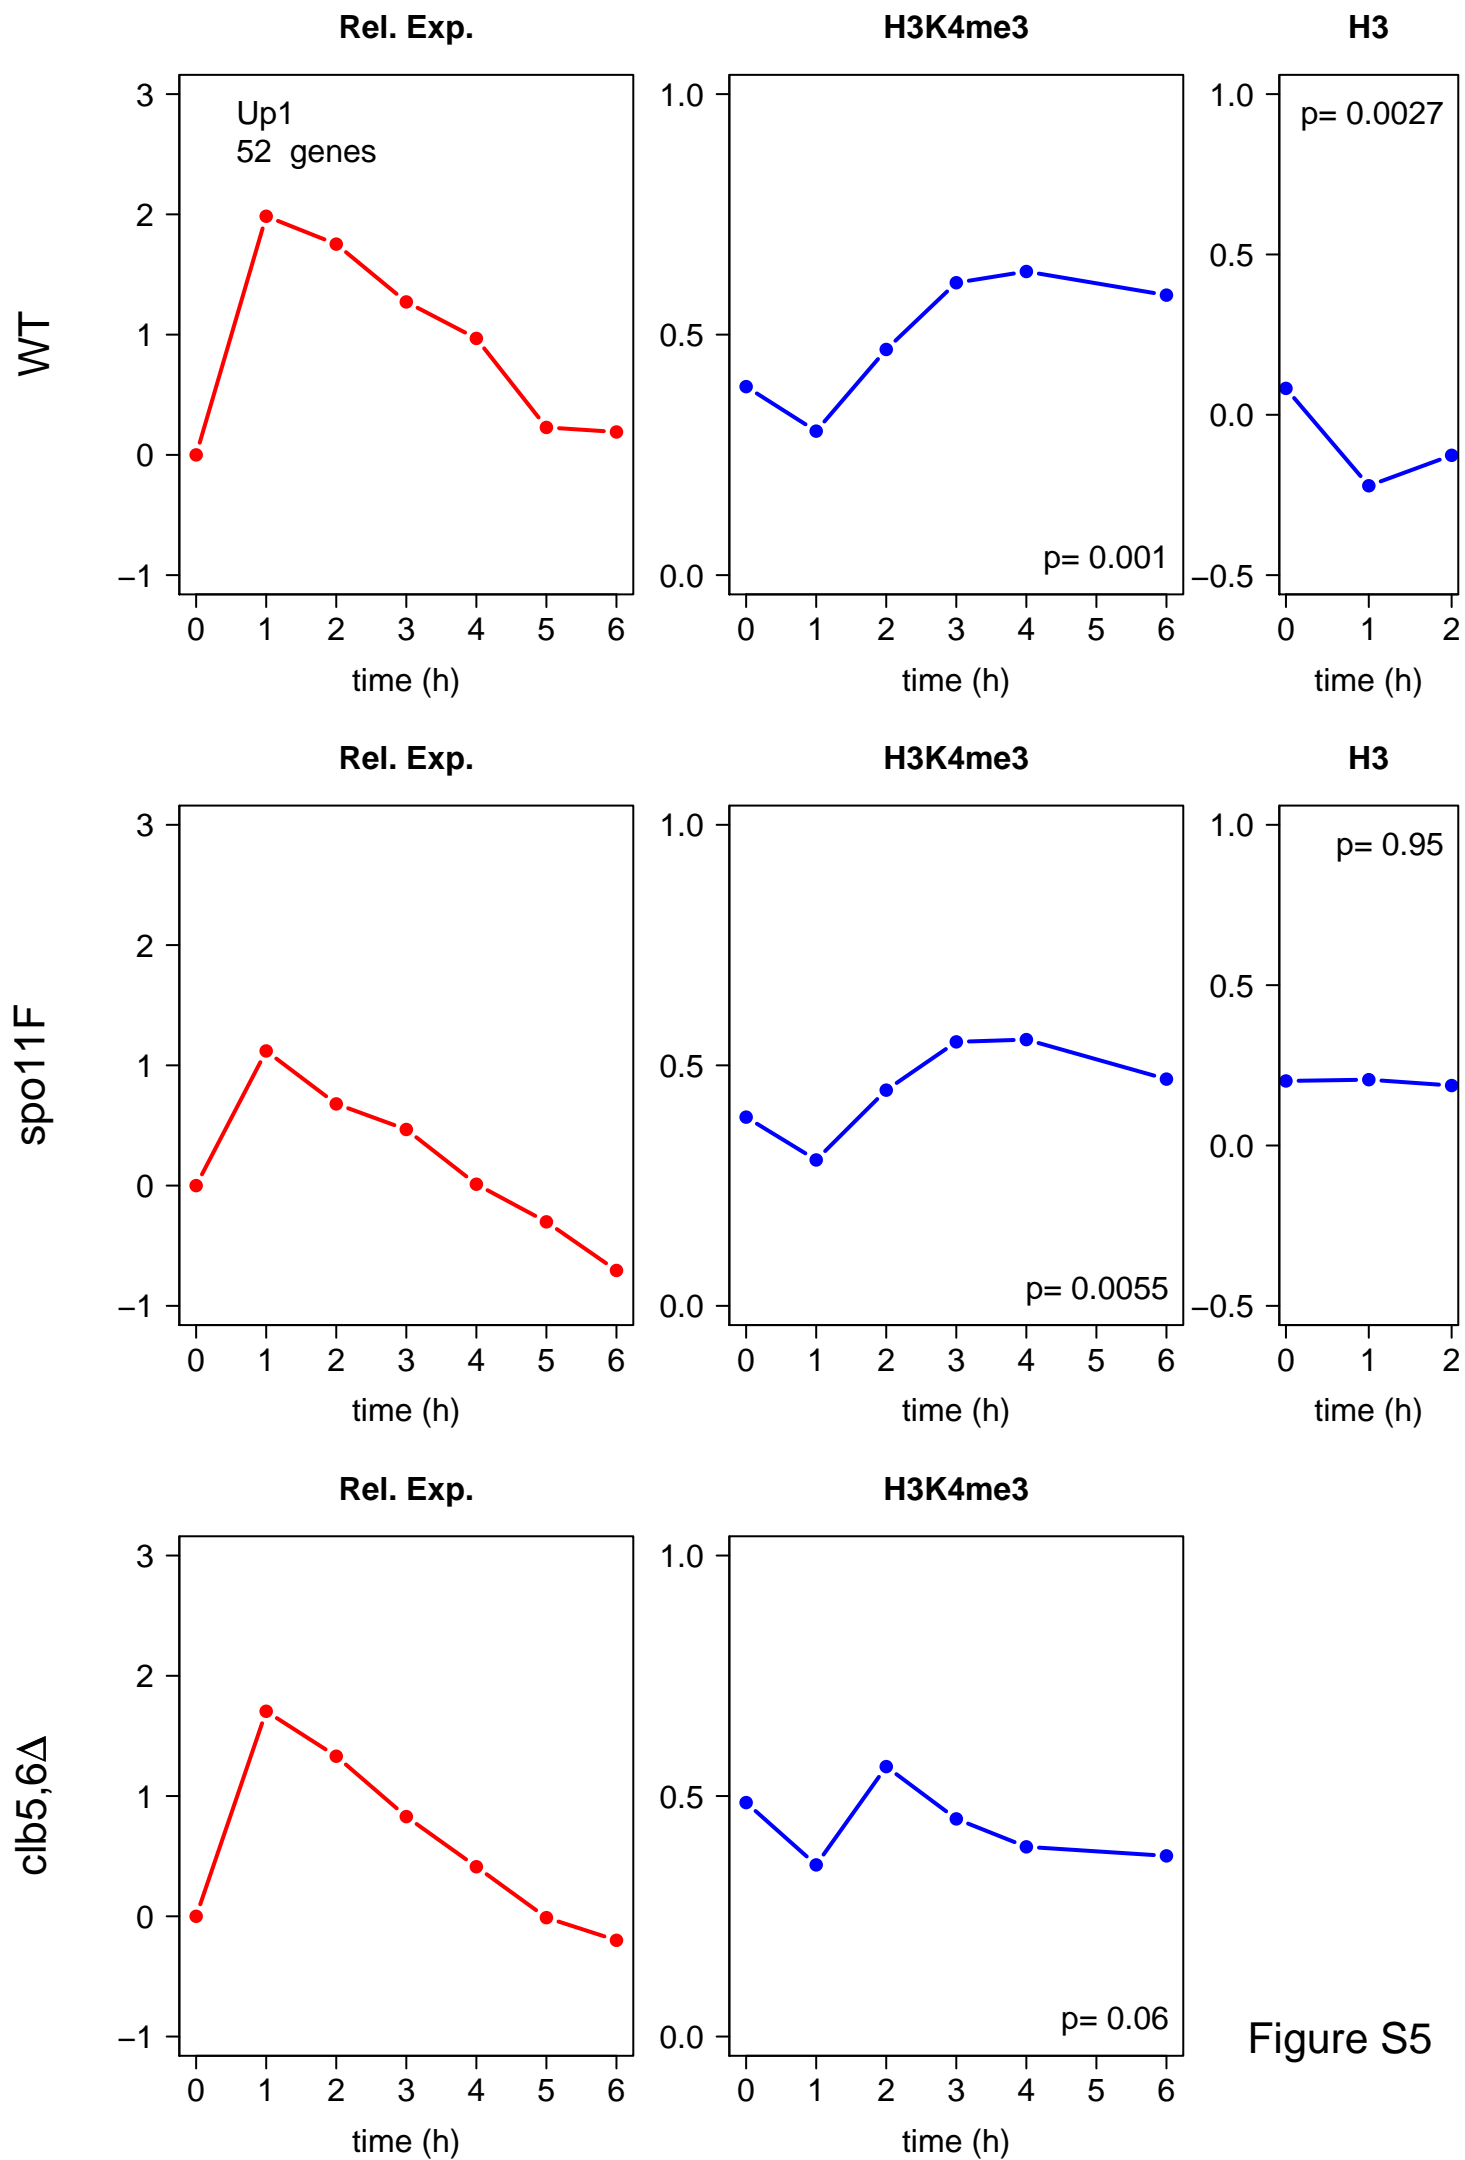 Rel. Exp. H3K4me3 H3
WT
3
2
1
0
−1
Up1
52 genes
0 1 2 3 4 5 6
time (h)
1.0
0.5
0.0
p= 0.001
0 1 2 3 4 5 6
time (h)
1.0
0.5
0.0
−0.5
p= 0.0027
0 1 2
time (h)
Rel. Exp. H3K4me3 H3
spo11F
3
2
1
0
−1
0 1 2 3 4 5 6
time (h)
1.0
0.5
0.0
p= 0.0055
0 1 2 3 4 5 6
time (h)
1.0
0.5
0.0
−0.5
p= 0.95
0 1 2
time (h)
Rel. Exp. H3K4me3
clb5,6Δ
3
2
1
0
−1
0 1 2 3 4 5 6
time (h)
1.0
0.5
0.0
p= 0.06
0 1 2 3 4 5 6
time (h)
Figure S5